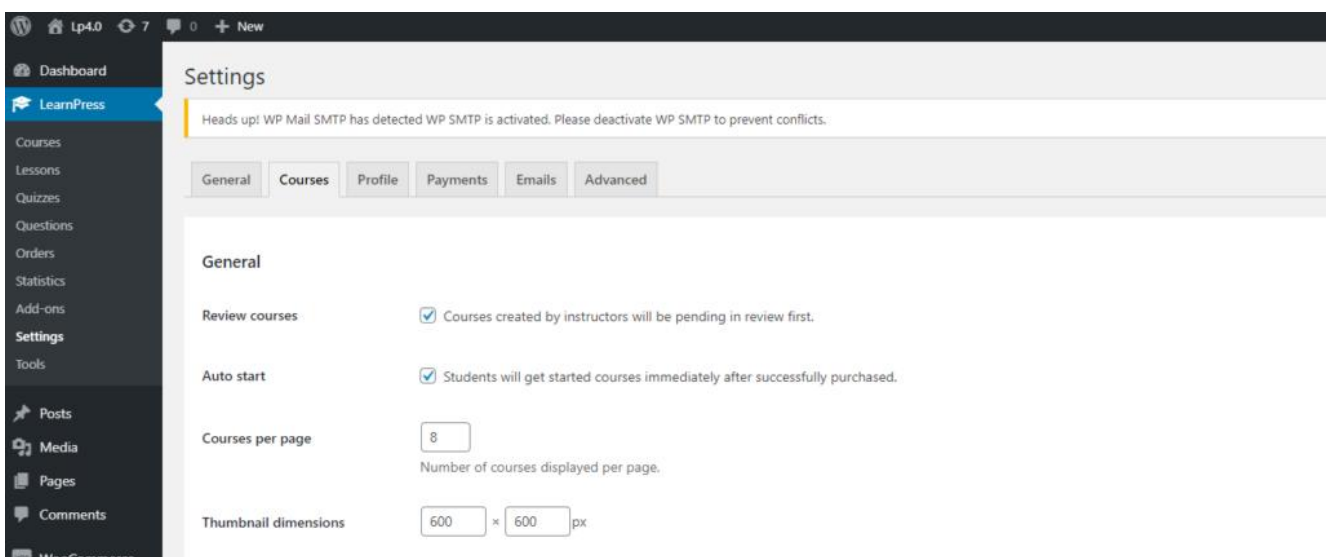 Lp4.0 7 0 + New
Dashboard
LearnPress
Courses
Lessons
Quizzes
Questions
Orders
Statistics
Add-ons
Settings
Tools
Posts
Media
Pages
Comments
Settings
Heads up! WP Mail SMTP has detected WP SMTP is activated. Please deactivate WP SMTP to prevent conflicts.
General Courses Profile Payments Emails Advanced
General
Review courses Courses created by instructors will be pending in review first.
Auto start Students will get started courses immediately after successfully purchased.
Courses per page 8
Number of courses displayed per page.
Thumbnail dimensions 600 × 600 px